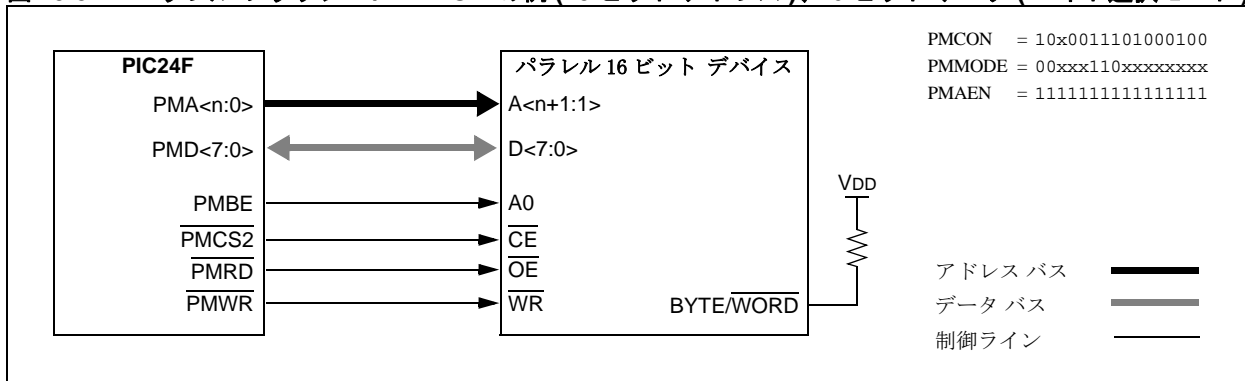 PMCON = 10x0011101000100
PMMODE = 00xxx110xxxxxxxx
PMAEN = 1111111111111111
PIC24F
パラレル 16 ビット デバイス
PMA<n:0>
A<n+1:1>
PMD<7:0>
D<7:0>
VDD
PMBE
A0
PMCS2
CE
PMRD
OE
PMWR
WR
BYTE/WORD
アドレス バス
データ バス
制御ライン